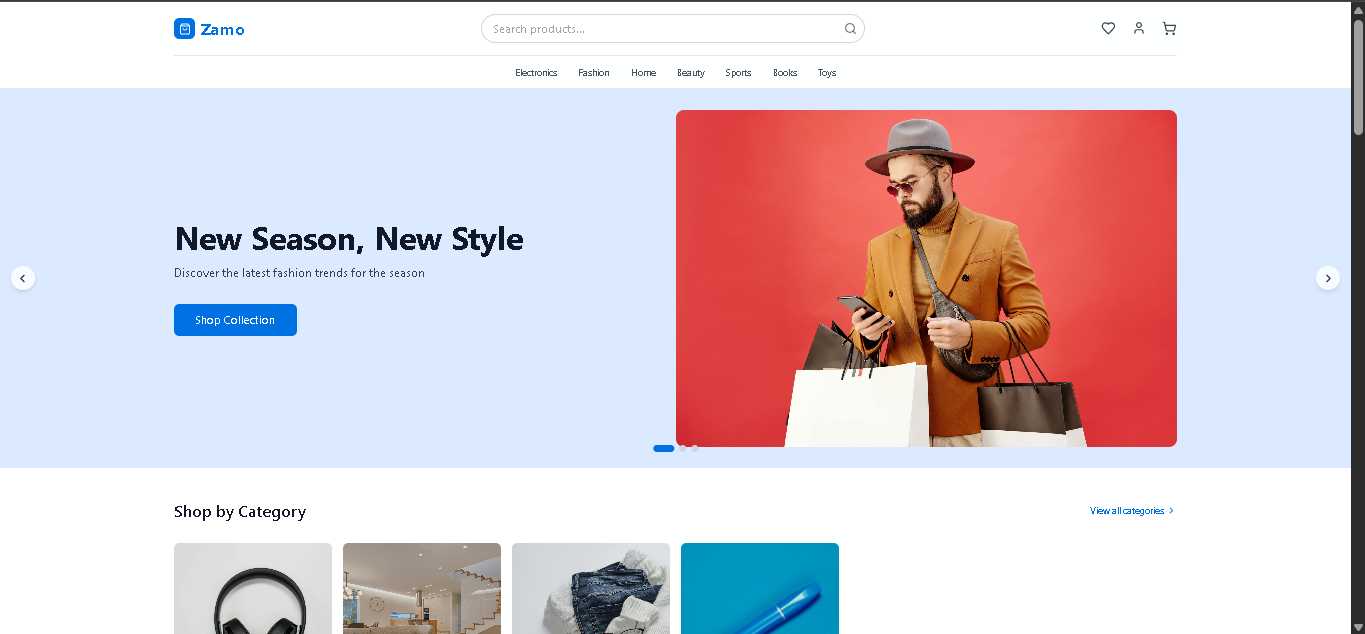 Zamo
Search products...
Electronics Fashion Home Beauty Sports Books Toys
New Season, New Style
Discover the latest fashion trends for the season
Shop Collection
Shop by Category
View all categories